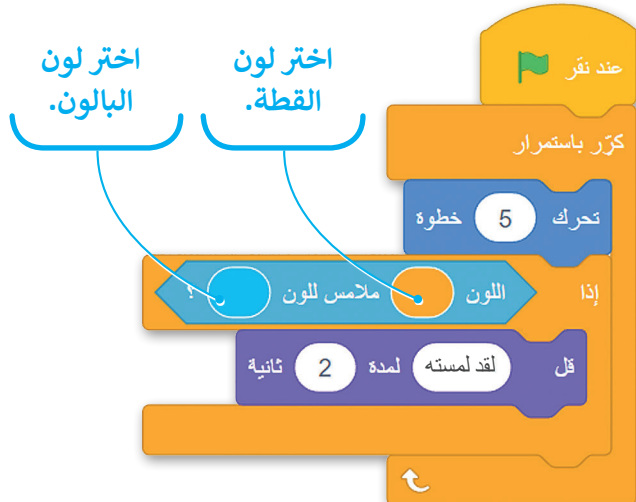 اختر لون
القطة.
اختر لون
البالون.
عند نقر
كرّر باستمرار
تحرك 5 خطوة
إذا اللون ملامس للون ؟
قل لقد لمسته لمدة 2 ثانية